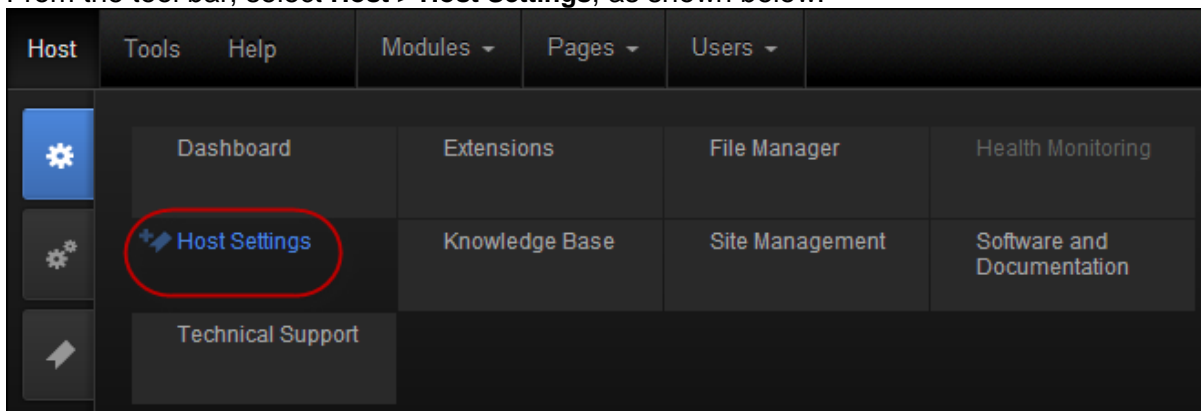 From the tool bar, select Host > Host Settings, as shown below.
Host Tools Help Modules Pages Users
Dashboard Extensions File Manager Health Monitoring
Host Settings Knowledge Base Site Management Software and
Documentation
Technical Support